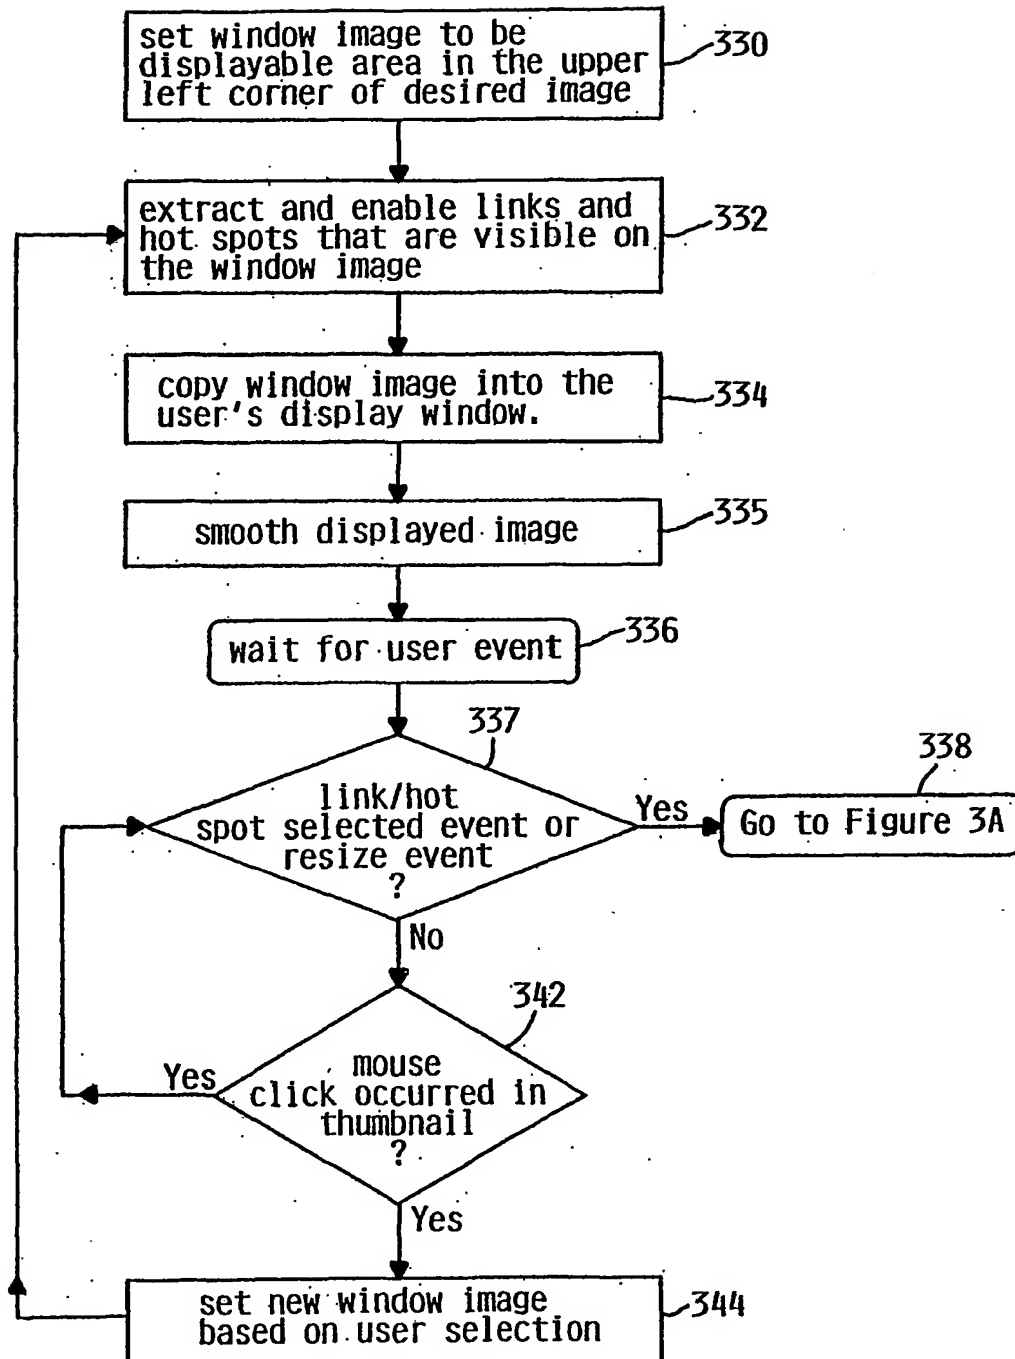 set window image to be
displayable area in the upper
left corner of desired image
330
extract and enable links and
hot spots that are visible on
the window image
332
copy window image into the
user's display window.
334
smooth displayed image
335
wait for user event
336
337
link/hot
spot selected event or
resize event
?
Yes
338
Go to Figure 3A
No
342
mouse
click occurred in
thumbnail
?
Yes
Yes
set new window image
based on user selection
344